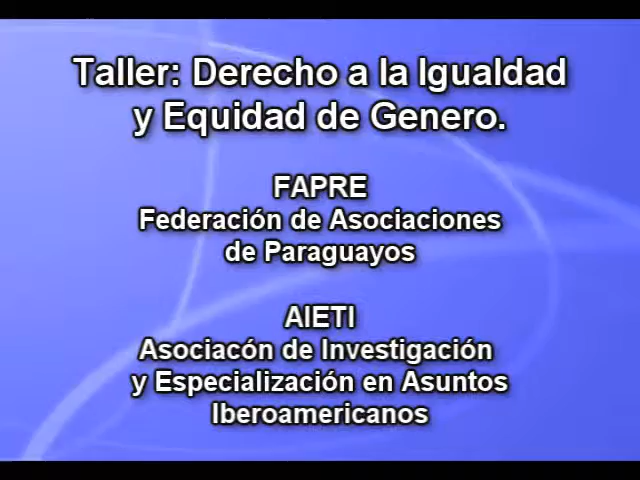 Taller: Derecho a la Igualdad
y Equidad de Genero.
FAPRE
Federación de Asociaciones
de Paraguayos
AIETI
Asociacón de Investigación
y Especialización en Asuntos
Iberoamericanos